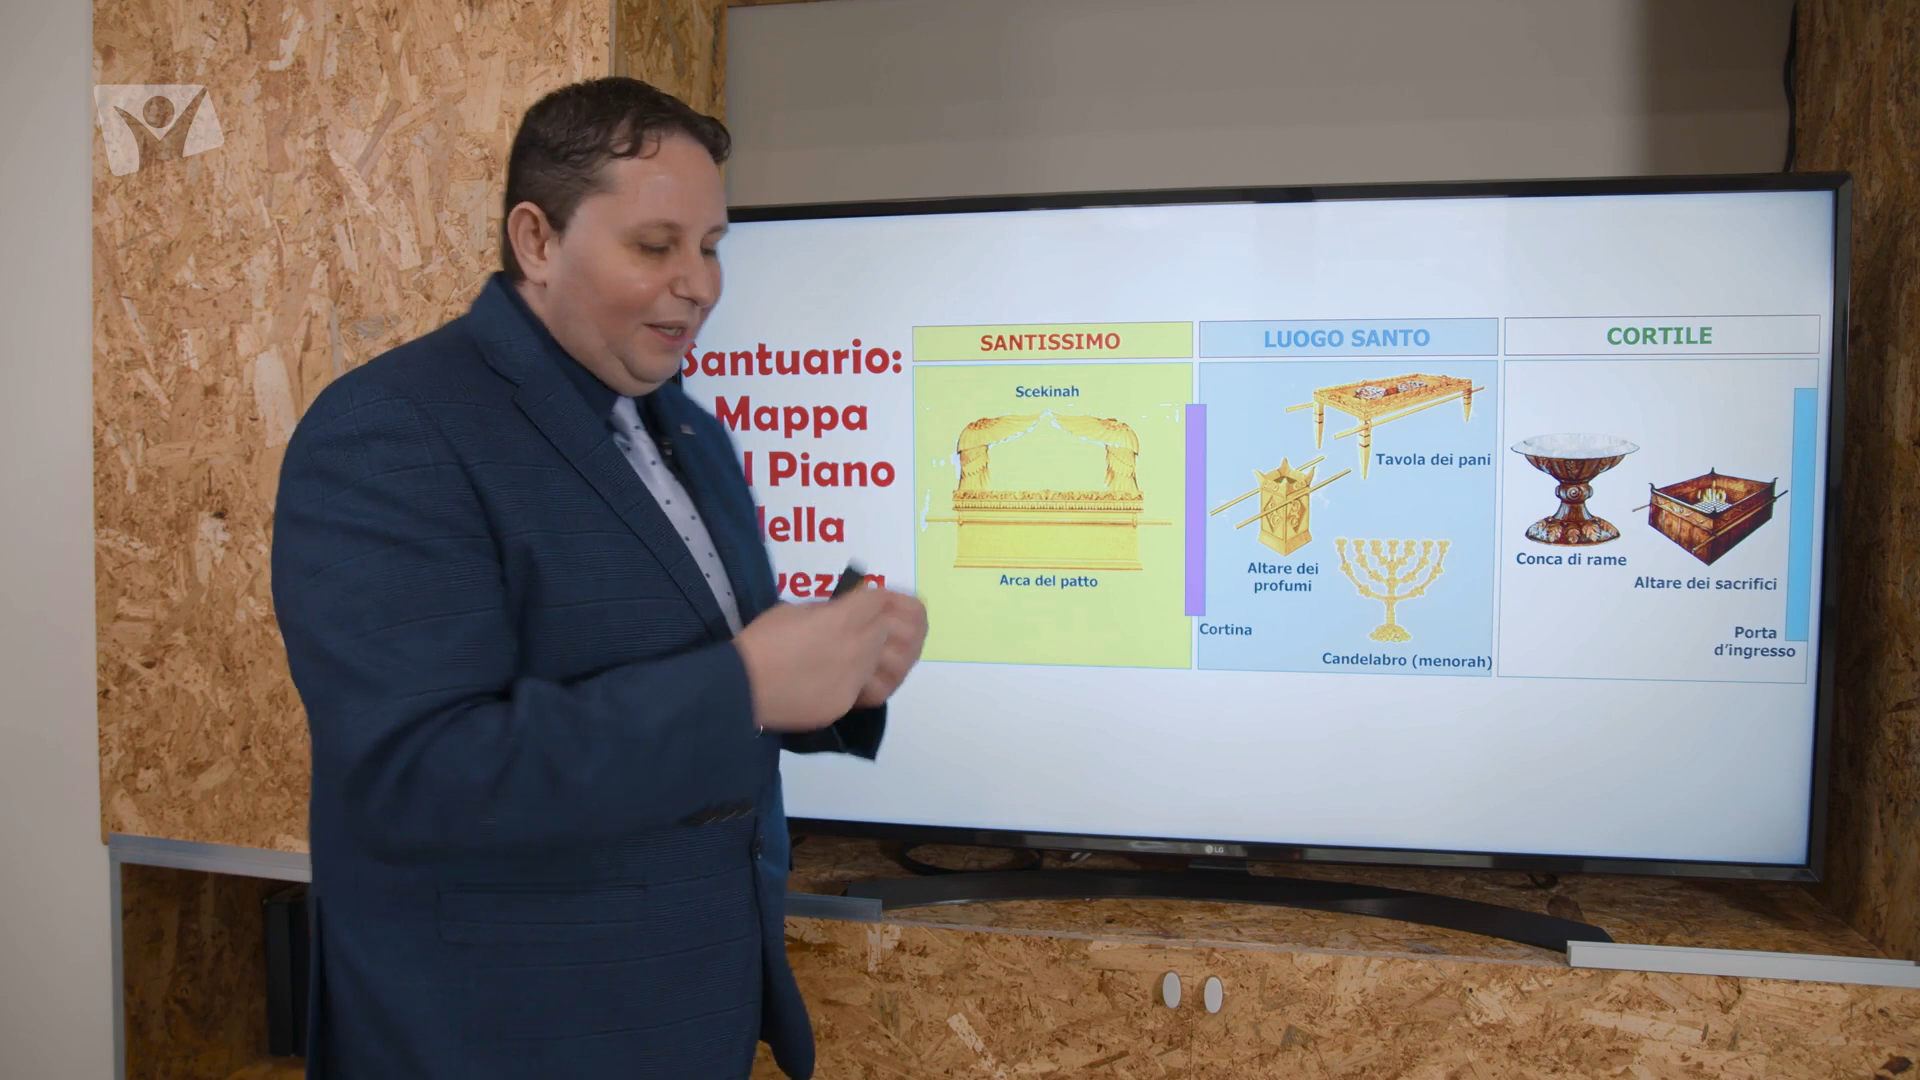 Santuario:
Mappa
Piano
della
SANTISSIMO
Scekinah
Arca del patto
Cortina
LUOGO SANTO
Tavola dei pani
Altare dei
profumi
Candelabro (menorah)
CORTILE
Conca di rame
Altare dei sacrifici
Porta
d'ingresso
LG